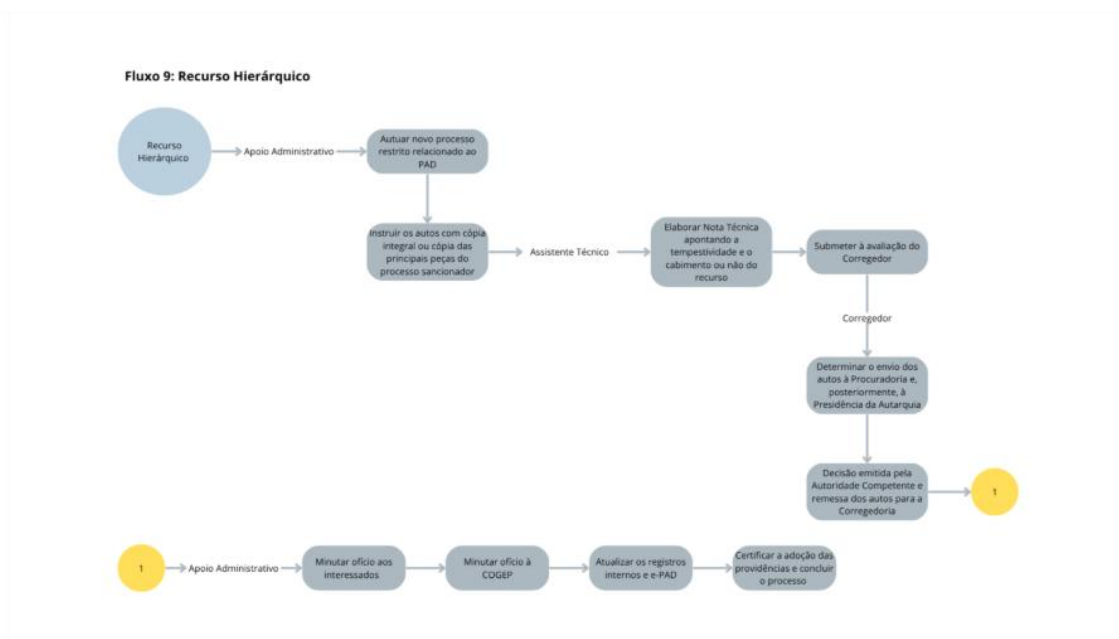 Fluxo 9: Recurso Hierárquico
Recurso
Hierárquico
Apoio Administrativo
Autuar novo processo
restrito relacionado ao
PAD
Instruir os autos com cópia
integral ou cópia das
principais peças do
processo sancionador
Assistente Técnico
Elaborar Nota Técnica
apontando a
tempestividade e o
cabimento ou não do
recurso
Submeter à avaliação do
Corregedor
Corregedor
Determinar o envio dos
autos à Procuradoria e,
posteriormente, à
Presidência da Autarquia
Decisão emitida pela
Autoridade Competente e
remessa dos autos para a
Corregedoria
1
1
Apoio Administrativo
Minutar ofício aos
interessados
Minutar ofício à
COGEP
Atualizar os registros
internos e e-PAD
Certificar a adoção das
providências e concluir
o processo